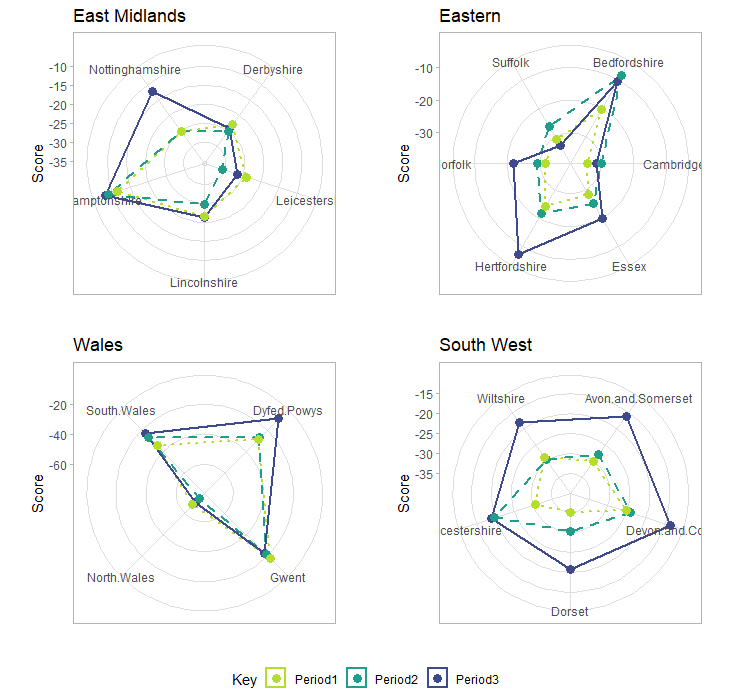 East Midlands
Eastern
-10
-15
-20
-25
-30
-35
Score
Nottinghamshire
Derbyshire
amptonshire
Leicesters
Lincolnshire
-10
-20
-30
Score
Suffolk
Bedfordshire
orfolk
Cambridge
Hertfordshire
Essex
Wales
South West
-20
-40
-60
Score
South.Wales
Dyfed.Powys
North.Wales
Gwent
-15
-20
-25
-30
-35
Score
Wiltshire
Avon.and.Somerset
cestershire
Devon.and.Co
Dorset
Key Period1 Period2 Period3